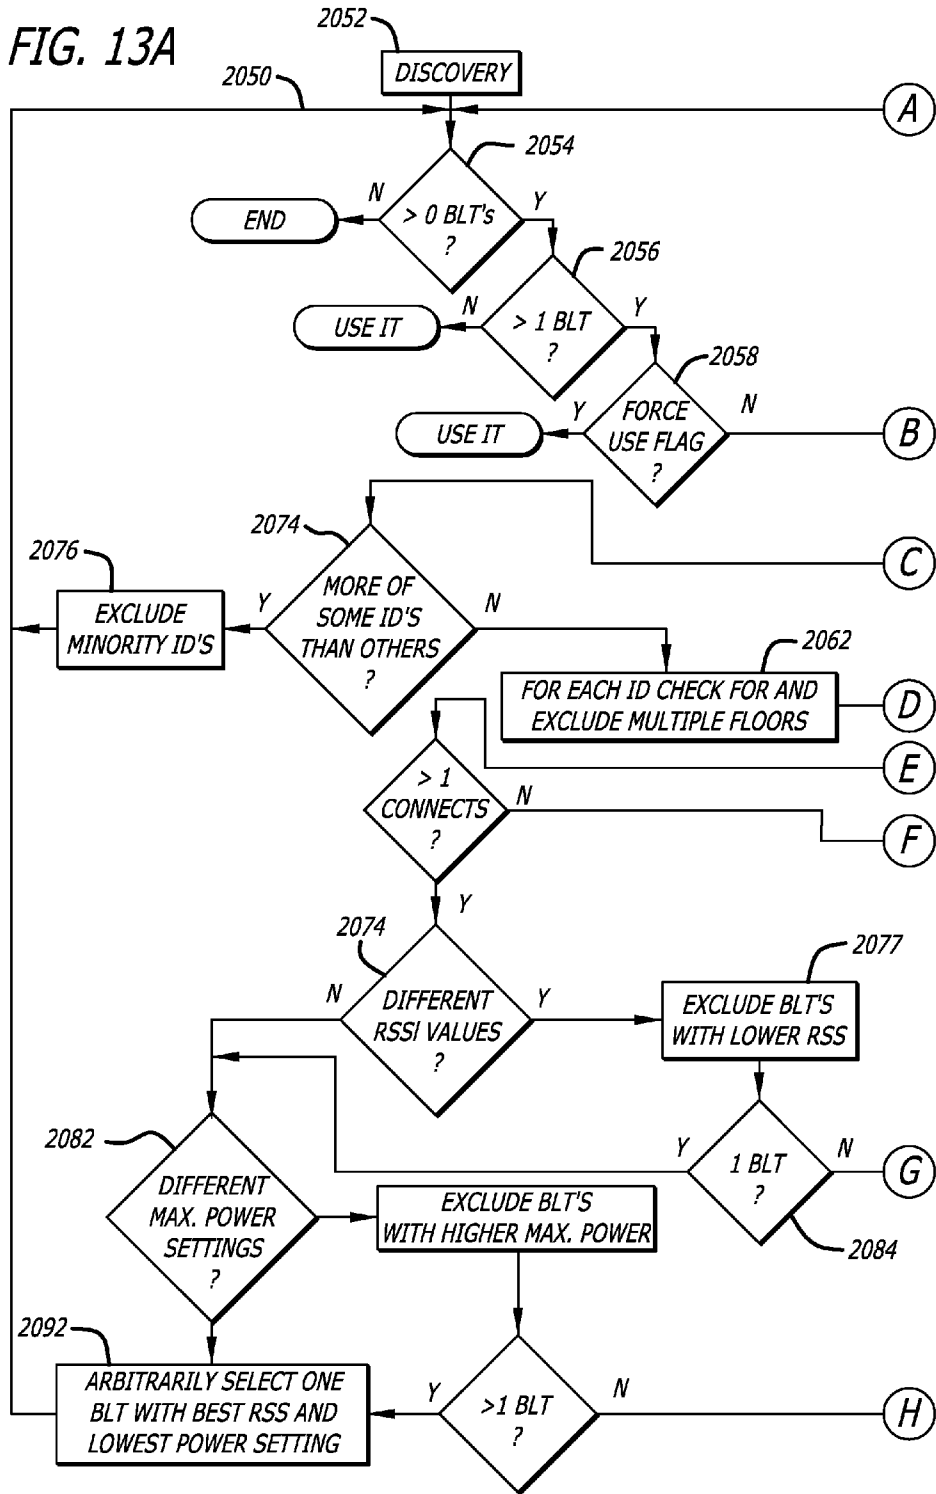 FIG. 13A
2052
DISCOVERY
2050
A
2054
N
> 0 BLT's
?
Y
END
2056
N
> 1 BLT
?
Y
USE IT
2058
Y
FORCE
USE FLAG
?
N
USE IT
B
2074
C
2076
EXCLUDE
MINORITY ID'S
Y
MORE OF
SOME ID'S
THAN OTHERS
?
N
2062
FOR EACH ID CHECK FOR AND
EXCLUDE MULTIPLE FLOORS
D
E
> 1
CONNECTS
?
N
F
Y
2074
N
DIFFERENT
RSSI VALUES
?
Y
2077
EXCLUDE BLT'S
WITH LOWER RSS
2082
Y
1 BLT
?
N
G
2084
DIFFERENT
MAX. POWER
SETTINGS
?
EXCLUDE BLT'S
WITH HIGHER MAX. POWER
2092
ARBITRARILY SELECT ONE
BLT WITH BEST RSS AND
LOWEST POWER SETTING
Y
>1 BLT
?
N
H